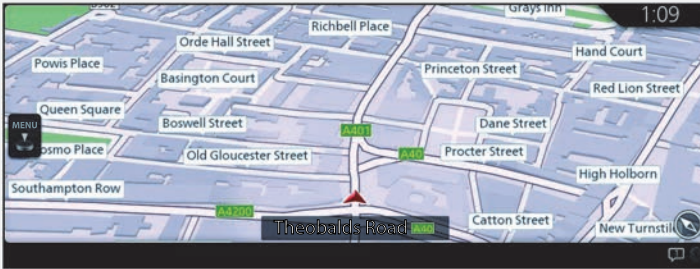 B502
Grays Inn
1:09
Richbell Place
Orde Hall Street
Hand Court
Powis Place
Princeton Street
Basington Court
Red Lion Street
Queen Square
MENU
Boswell Street
Dane Street
A401
osmo Place
Old Gloucester Street
A40
Procter Street
High Holborn
Southampton Row
A4200
Catton Street
Theobalds Road A40
New Turnstil